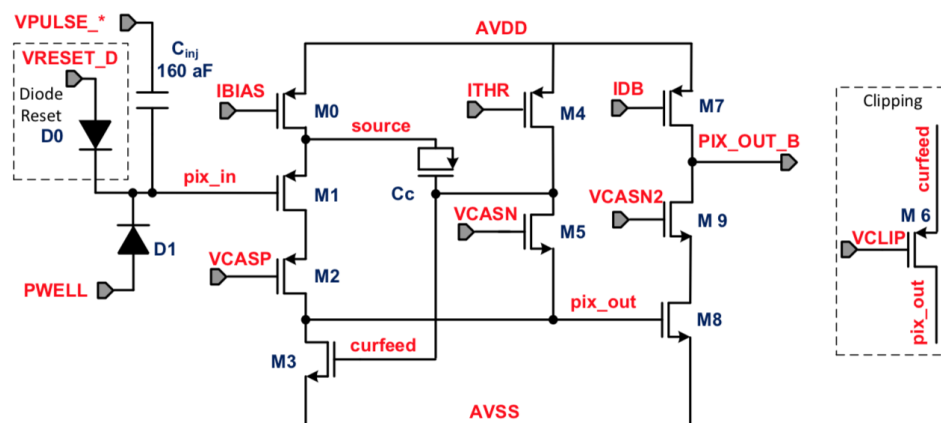 VPULSE_*
AVDD
C inj
160 aF
VRESET_D
Diode
Reset
D0
IBIAS
M0
ITHR
M4
IDB
M7
Clipping
source
PIX_OUT_B
curfeed
pix_in
M1
Cc
VCASN
M5
VCASN2
M 9
M 6
D1
VCLIP
VCASP
M2
PWELL
pix_out
M8
pix_out
M3
curfeed
AVSS